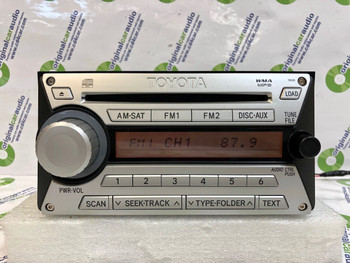 originalcaraudio
TOYOTA
WMA
MP3
LOAD
AM·SAT FM1 FM2 DISC·AUX
TUNE
FILE
FM1 CH1 87.9
PWR·VOL
1 2 3 4 5 6
AUDIO CTRL
PUSH
SCAN SEEK·TRACK TYPE·FOLDER TEXT